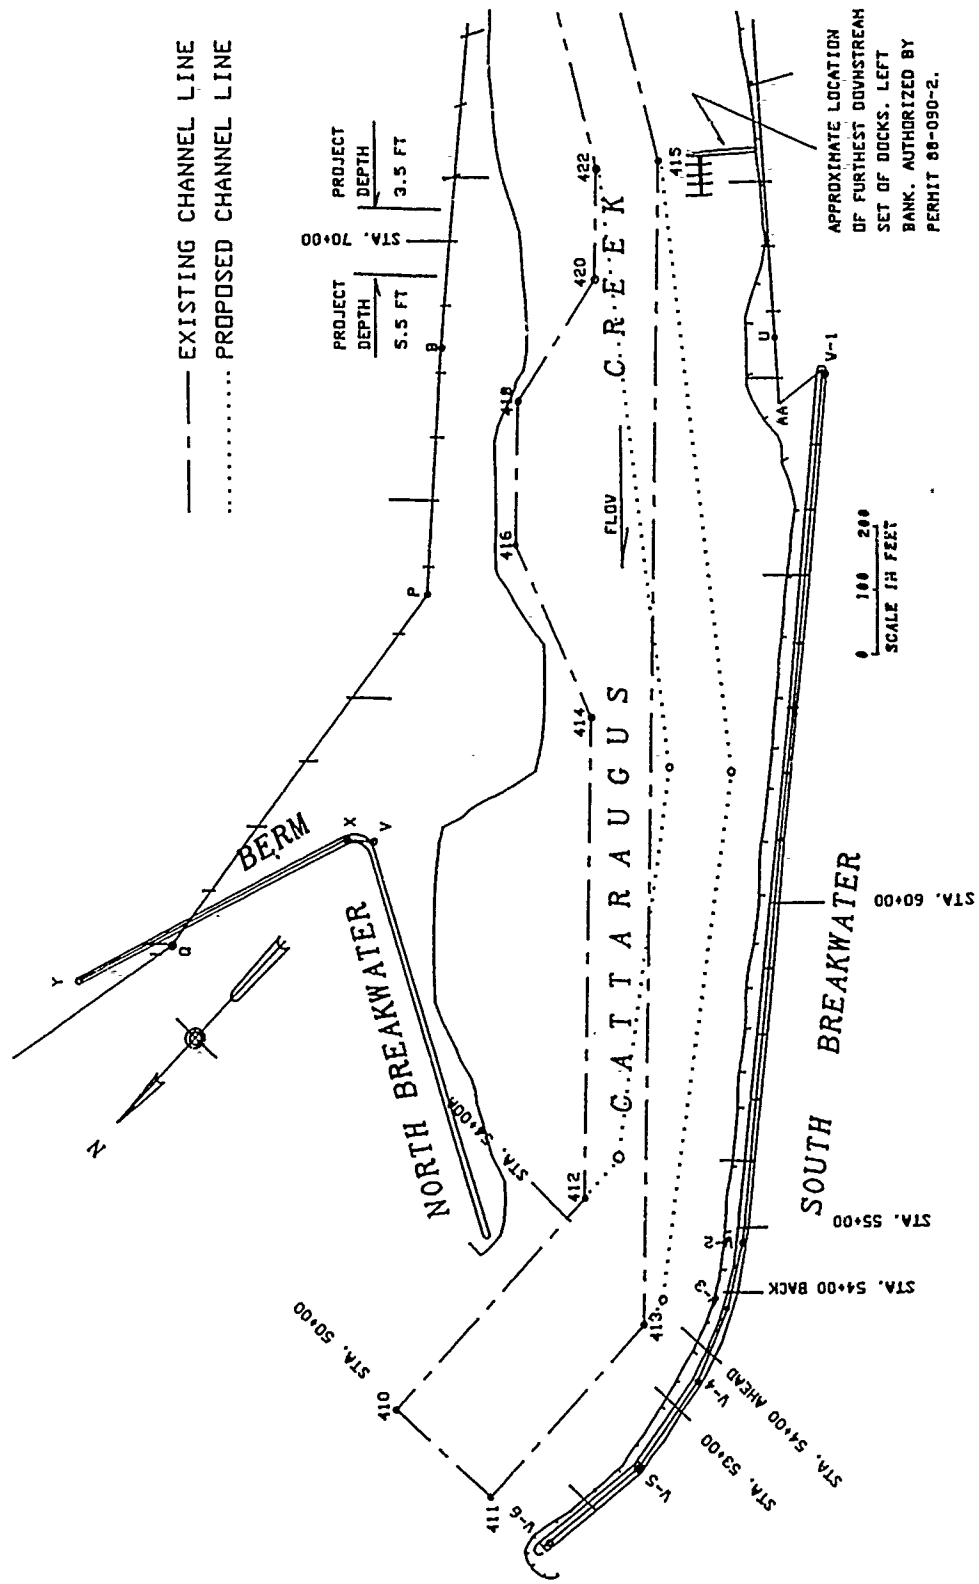 EXISTING CHANNEL LINE
PROPOSED CHANNEL LINE
PROJECT
DEPTH
5.5 FT
PROJECT
DEPTH
3.5 FT
STA. 70+00
Y
Q
BERM
X
V
P
B
N
NORTH BREAKWATER
STA. 54+00A
STA. 50+00
410
411
412
413
414
416
418
420
422
415
CATTARAUGUS CREEK
FLOW
U
AA
V-1
V-2
V-3
V-4
V-5
V-6
STA. 53+00
STA. 54+00 AHEAD
STA. 54+00 BACK
STA. 55+00
STA. 60+00
SOUTH BREAKWATER
0 100 200
SCALE IN FEET
APPROXIMATE LOCATION
OF FURTHEST DOWNSTREAM
SET OF DOCKS. LEFT
BANK. AUTHORIZED BY
PERMIT 88-090-2.